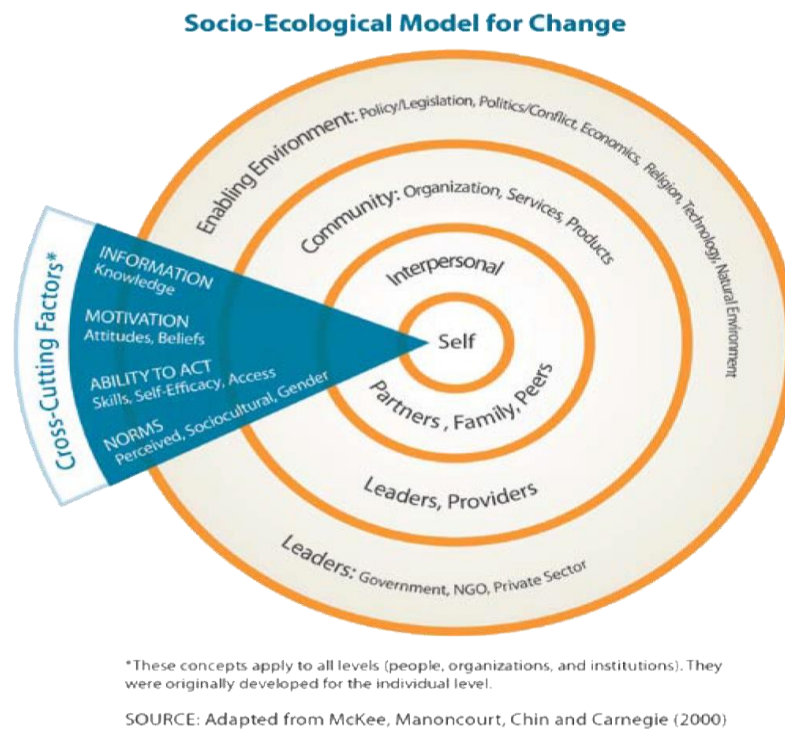 Socio-Ecological Model for Change
Enabling Environment: Policy/Legislation, Politics/Conflict, Economics, Religion, Technology, Natural Environment
Community: Organization, Services, Products
Interpersonal
Self
Partners, Family, Peers
Leaders, Providers
Leaders: Government, NGO, Private Sector
Cross-Cutting Factors*
INFORMATION
Knowledge
MOTIVATION
Attitudes, Beliefs
ABILITY TO ACT
Skills, Self-Efficacy, Access
NORMS
Perceived, Sociocultural, Gender
*These concepts apply to all levels (people, organizations, and institutions). They
were originally developed for the individual level.
SOURCE: Adapted from McKee, Manoncourt, Chin and Carnegie (2000)